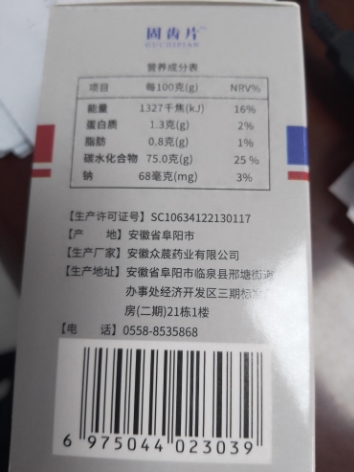 固齿片
GUCHIPIAN
营养成分表
项目 每100克(g) NRV%
能量 1327千焦(kJ) 16%
蛋白质 1.3克(g) 2%
脂肪 0.8克(g) 1%
碳水化合物 75.0克(g) 25 %
钠 68毫克(mg) 3%
【生产许可证号】SC10634122130117
【产 地】安徽省阜阳市
【生产厂家】安徽众莀药业有限公司
【生产地址】安徽省阜阳市临泉县邢塘街道
办事处经济开发区三期标准厂
房(二期)21栋1楼
【电 话】0558-8535868
6 975044 023039